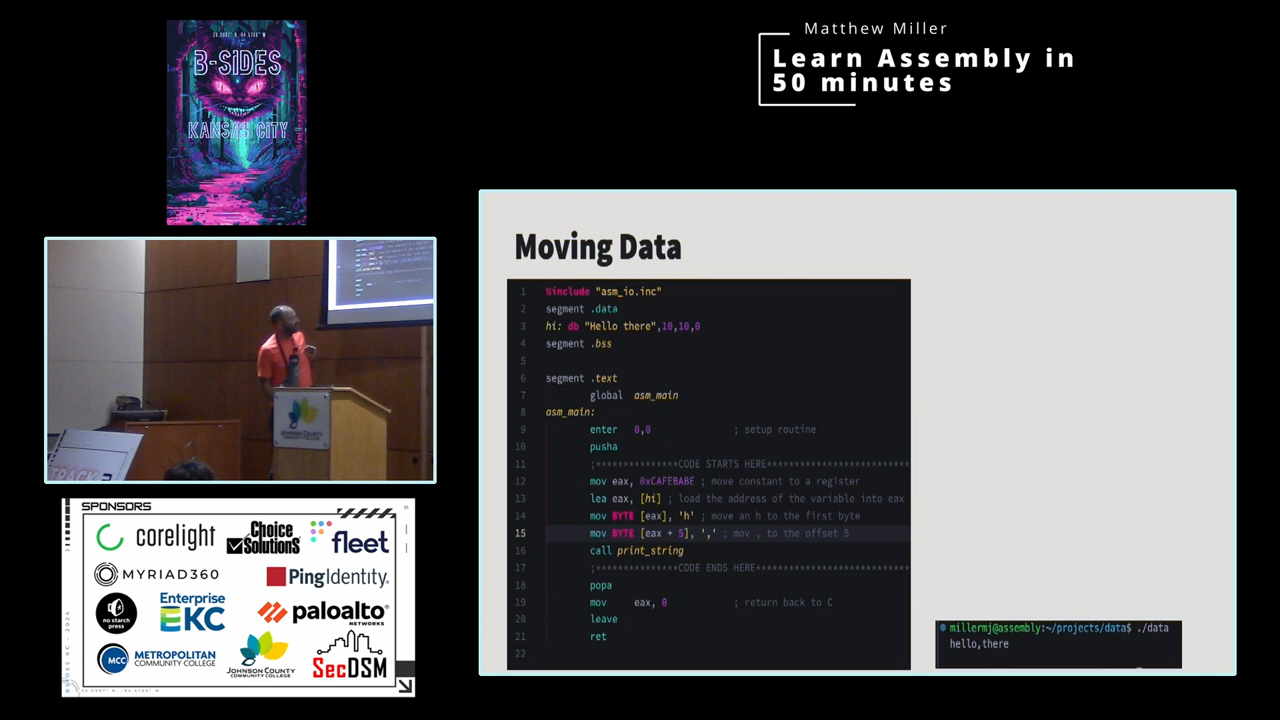 Matthew Miller
Learn Assembly in
50 minutes
B-SIDES
KANSAS CITY
Moving Data
1 %include "asm_io.inc"
2 segment .data
3 hi: db "Hello there",10,10,0
4 segment .bss
5
6 segment .text
7 global asm_main
8 asm_main:
9 enter 0,0 ; setup routine
10 pusha
11 ;***************CODE STARTS HERE**************************
12 mov eax, 0xCAFEBABE ; move constant to a register
13 lea eax, [hi] ; load the address of the variable into eax
14 mov BYTE [eax], 'h' ; move an h to the first byte
15 mov BYTE [eax + 5], ',' ; mov , to the offset 5
16 call print_string
17 ;***************CODE ENDS HERE****************************
18 popa
19 mov eax, 0 ; return back to C
20 leave
21 ret
22
millermj@assembly:~/projects/data$ ./data
hello,there
JOHNSON COUNTY
COMMUNITY COLLEGE
TRACK 2
SPONSORS
corelight
Choice
Solutions
fleet
MYRIAD360
PingIdentity.
no starch
press
Enterprise
EKC
paloalto
NETWORKS
MCC
METROPOLITAN
COMMUNITY COLLEGE
JOHNSON COUNTY
COMMUNITY COLLEGE
SecDSM